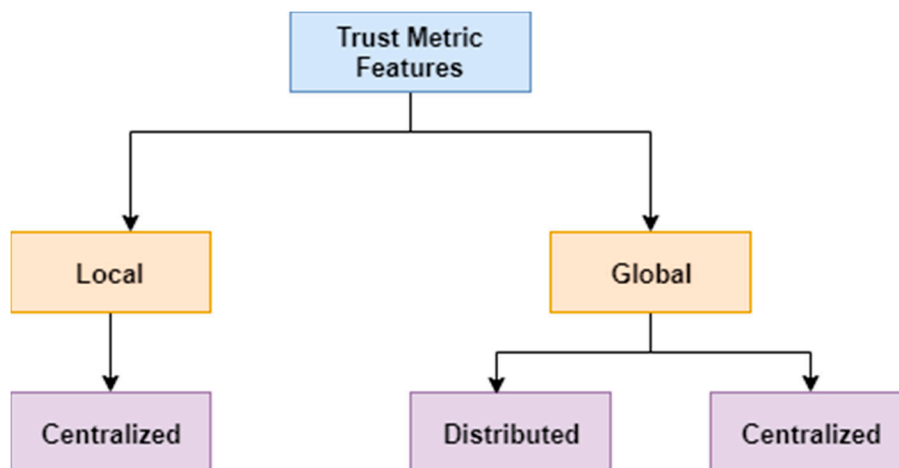 Trust Metric
Features
Local
Global
Centralized
Distributed
Centralized